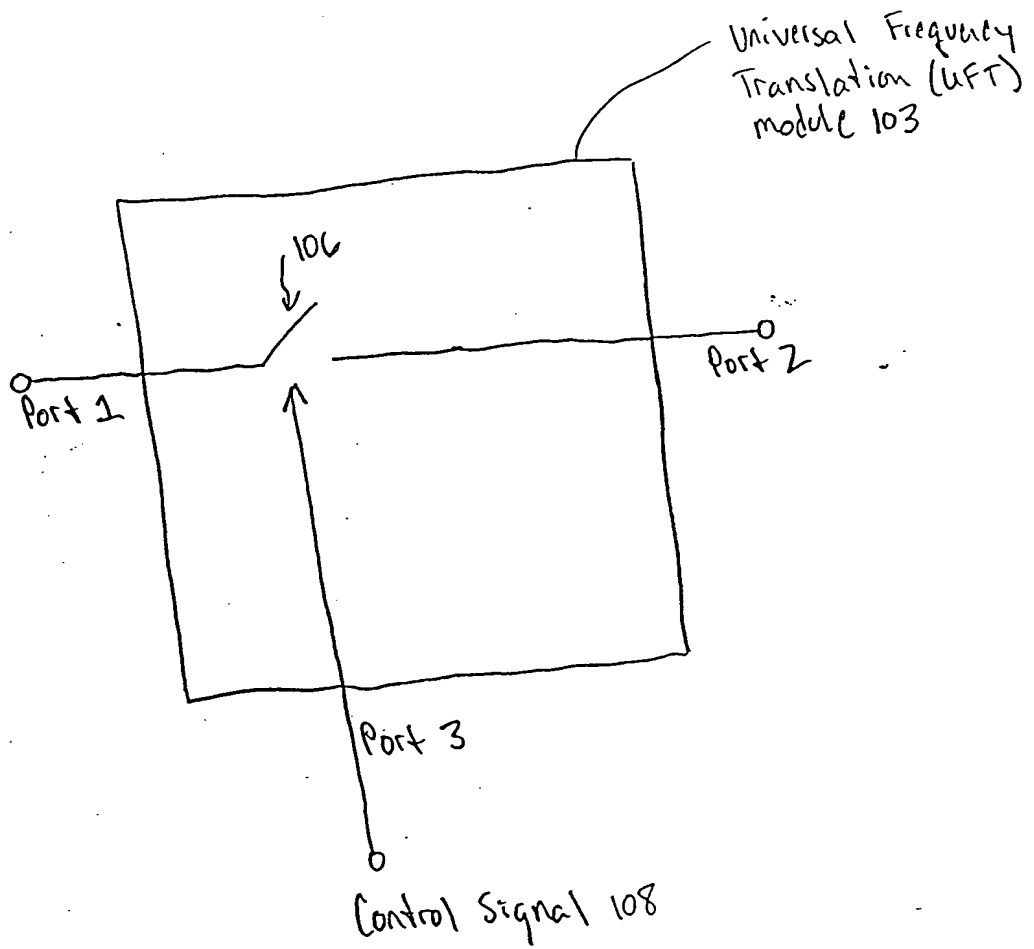 Universal Frequency
Translation (UFT)
module 103
106
Port 1
Port 2
Port 3
Control Signal 108